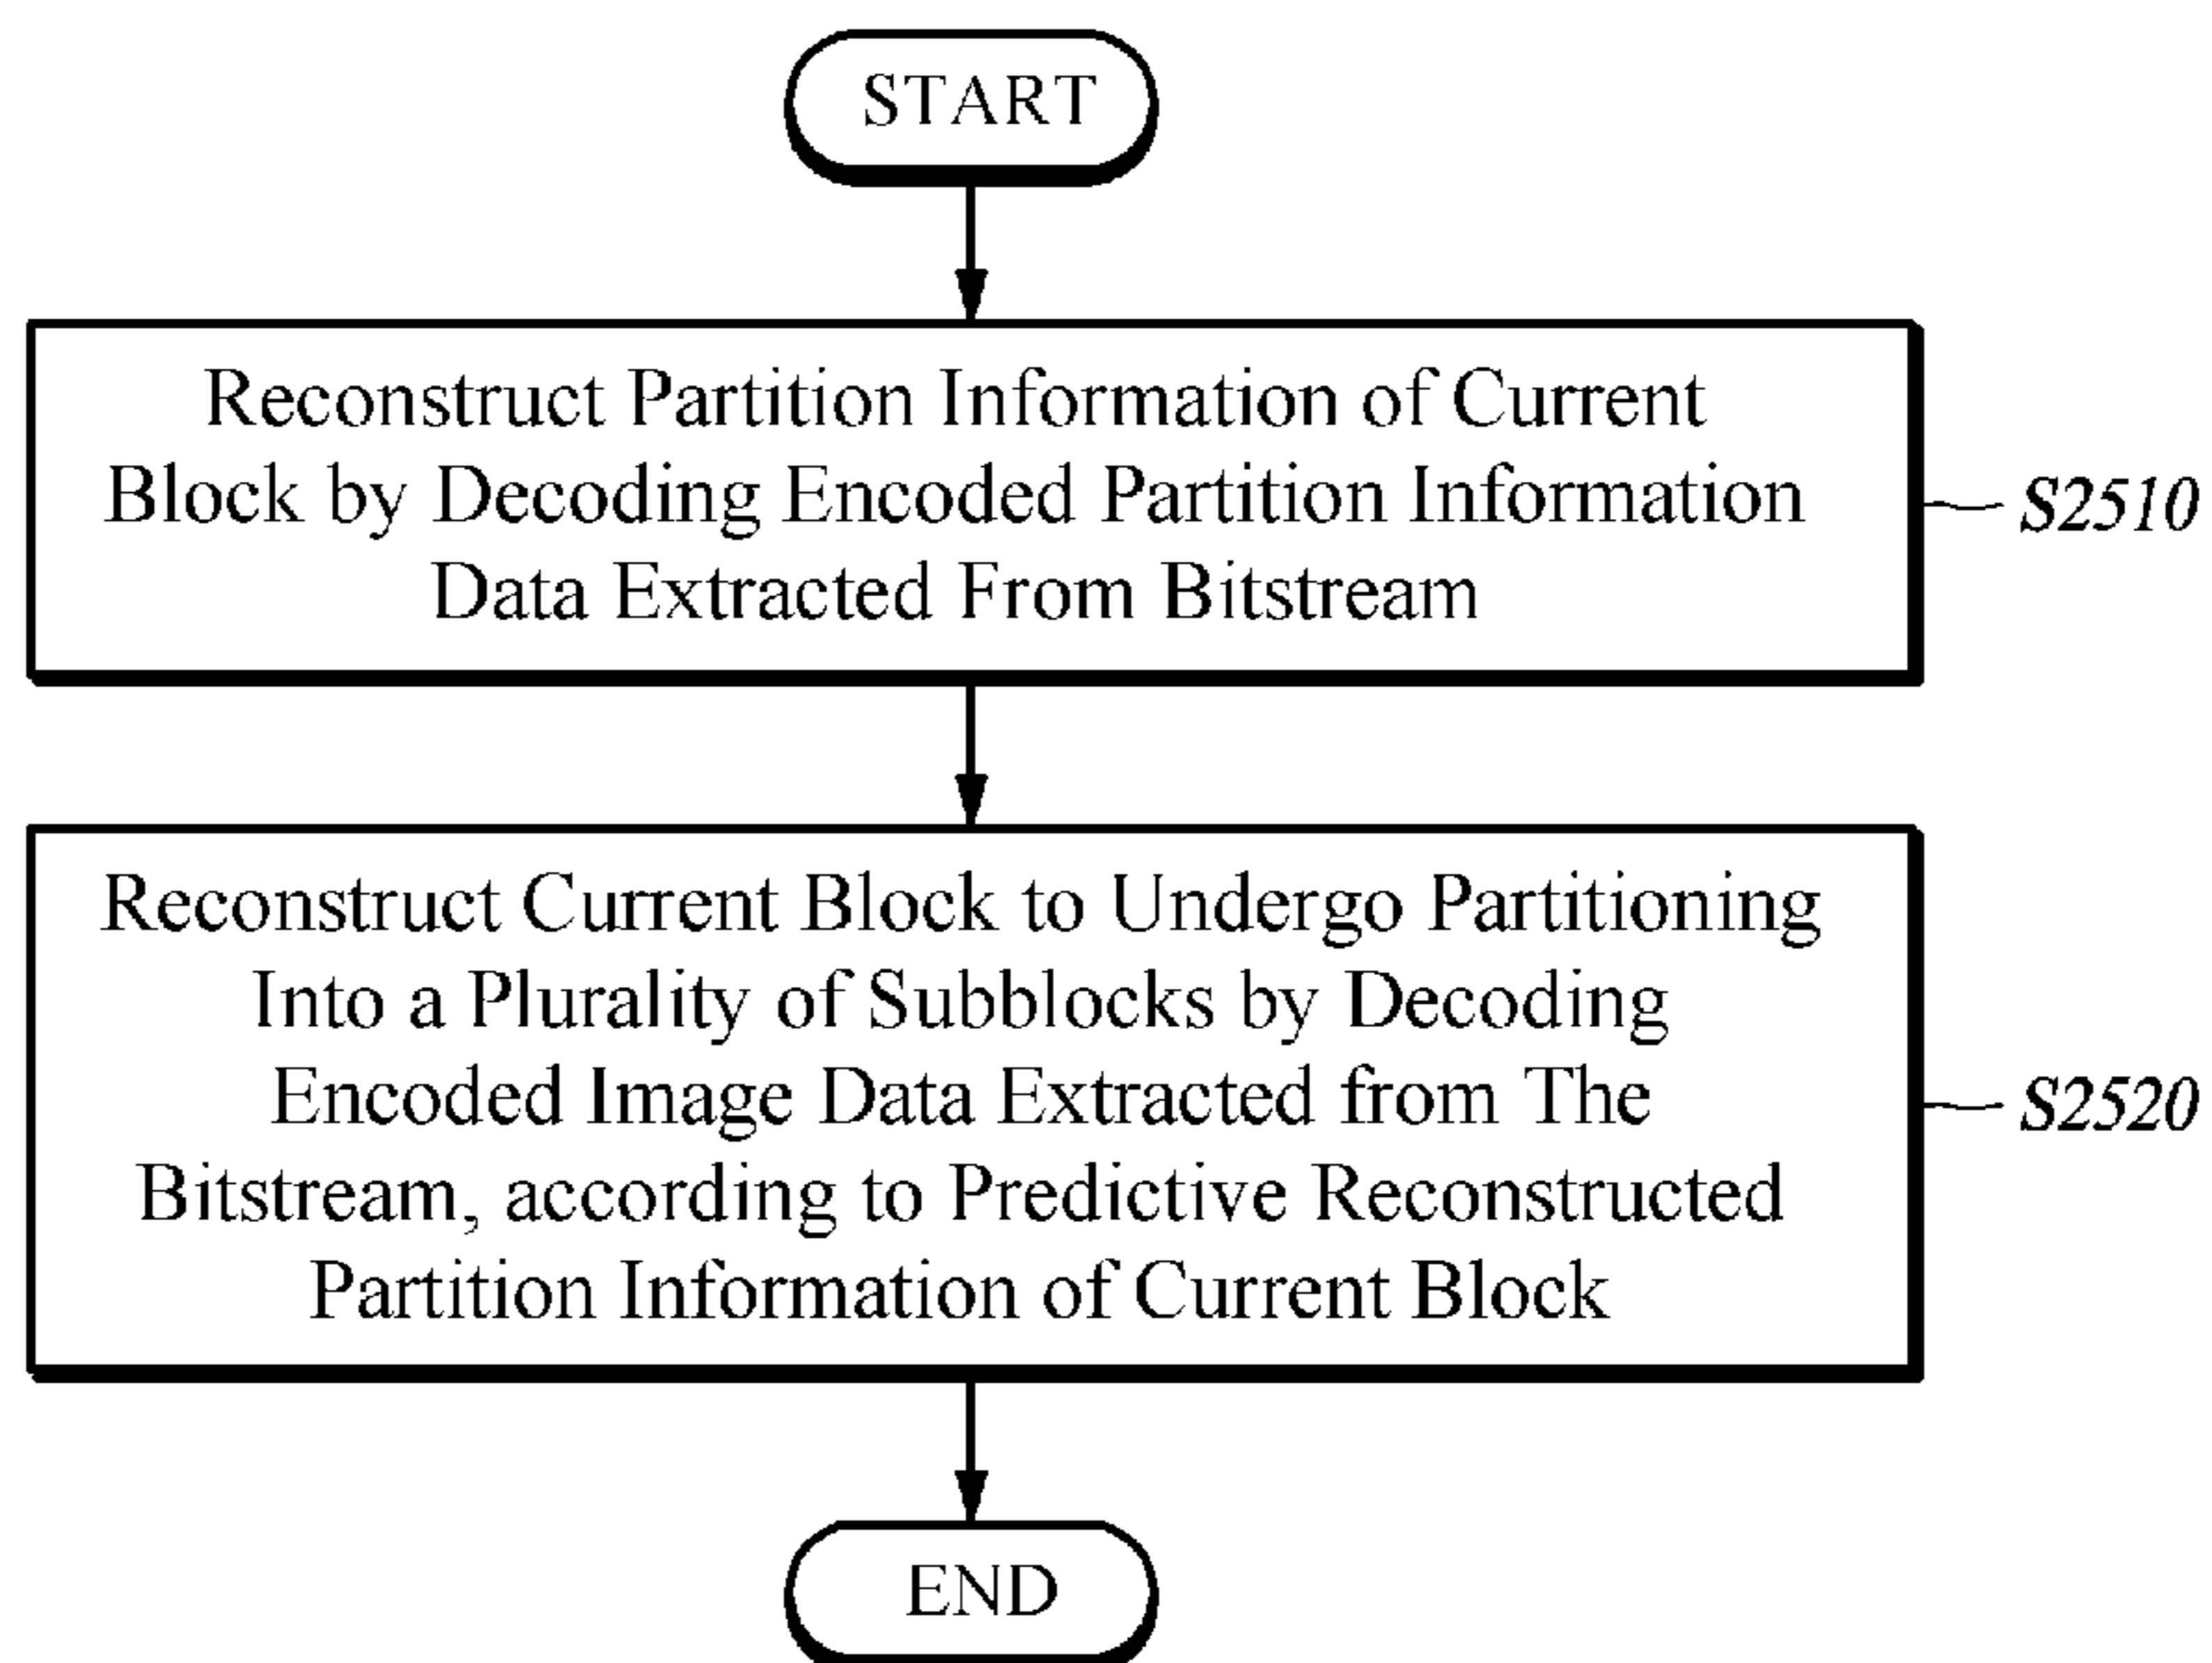 START
Reconstruct Partition Information of Current
Block by Decoding Encoded Partition Information
Data Extracted From Bitstream
S2510
Reconstruct Current Block to Undergo Partitioning
Into a Plurality of Subblocks by Decoding
Encoded Image Data Extracted from The
Bitstream, according to Predictive Reconstructed
Partition Information of Current Block
S2520
END